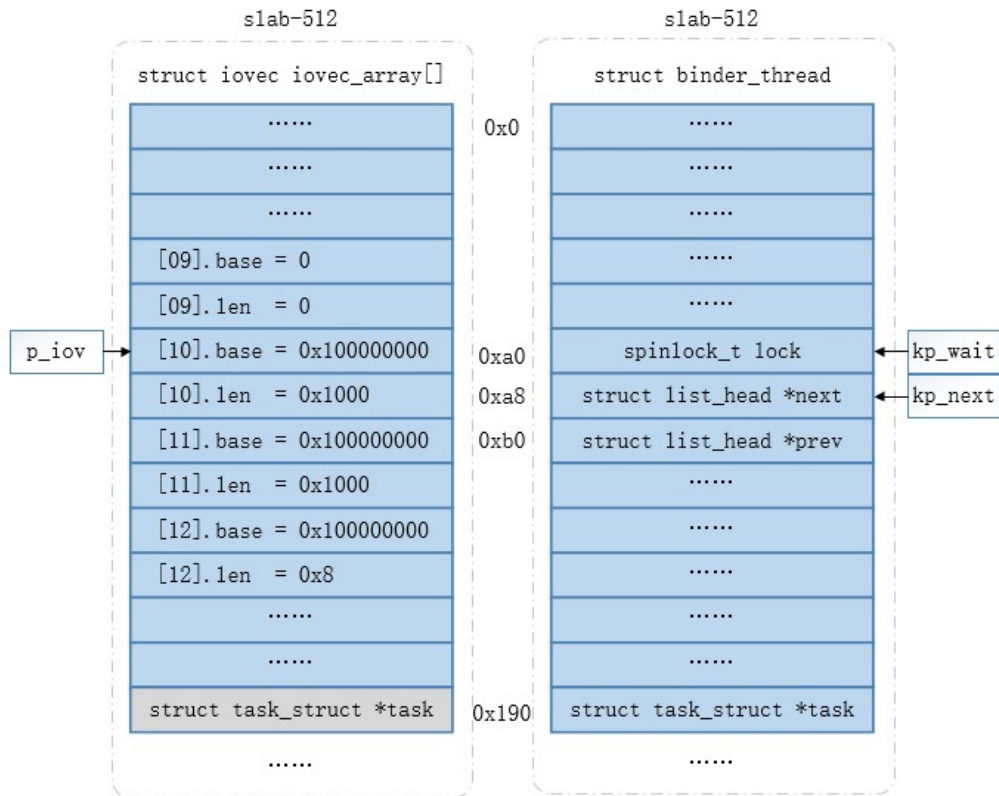 slab-512
slab-512
struct iovec iovec_array[]
struct binder_thread
……
0x0
……
……
……
……
……
[09].base = 0
……
[09].len = 0
……
p_iov
[10].base = 0x100000000
0xa0
spinlock_t lock
kp_wait
[10].len = 0x1000
0xa8
struct list_head *next
kp_next
[11].base = 0x100000000
0xb0
struct list_head *prev
[11].len = 0x1000
……
[12].base = 0x100000000
……
[12].len = 0x8
……
……
……
……
……
struct task_struct *task
0x190
struct task_struct *task
……
……